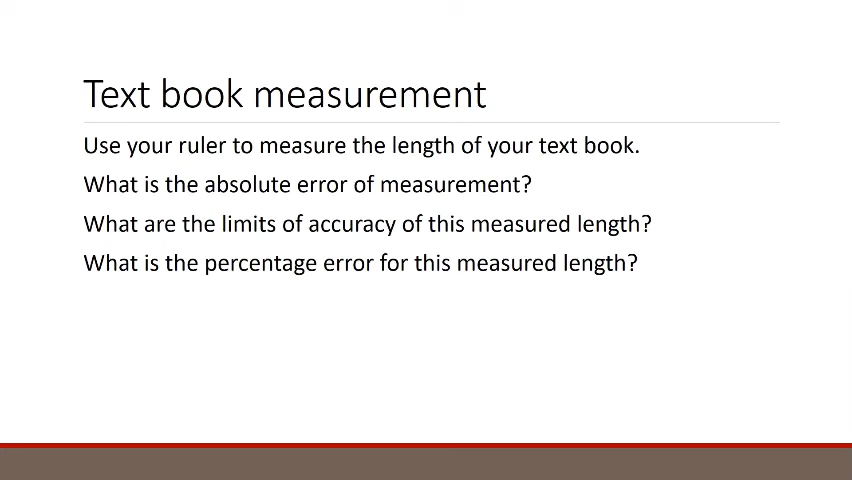 Text book measurement
Use your ruler to measure the length of your text book.
What is the absolute error of measurement?
What are the limits of accuracy of this measured length?
What is the percentage error for this measured length?